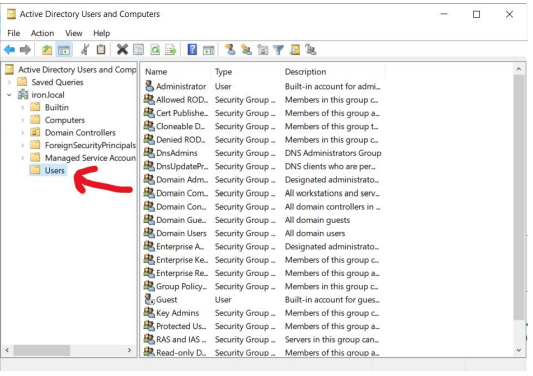 Active Directory Users and Computers
File Action View Help
Active Directory Users and Comp
Saved Queries
iron.local
Builtin
Computers
Domain Controllers
ForeignSecurityPrincipals
Managed Service Accoun
Users
Name Type Description
Administrator User Built-in account for admi...
Allowed ROD... Security Group ... Members in this group c...
Cert Publishe... Security Group ... Members of this group a...
Cloneable D... Security Group ... Members of this group t...
Denied ROD... Security Group ... Members in this group c...
DnsAdmins Security Group ... DNS Administrators Group
DnsUpdatePr... Security Group ... DNS clients who are per...
Domain Adm... Security Group ... Designated administrato...
Domain Com... Security Group ... All workstations and serv...
Domain Con... Security Group ... All domain controllers in ...
Domain Gue... Security Group ... All domain guests
Domain Users Security Group ... All domain users
Enterprise A... Security Group ... Designated administrato...
Enterprise Ke... Security Group ... Members of this group c...
Enterprise Re... Security Group ... Members of this group a...
Group Policy... Security Group ... Members in this group c...
Guest User Built-in account for gues...
Key Admins Security Group ... Members of this group c...
Protected Us... Security Group ... Members of this group a...
RAS and IAS ... Security Group ... Servers in this group can...
Read-only D... Security Group ... Members of this group a...